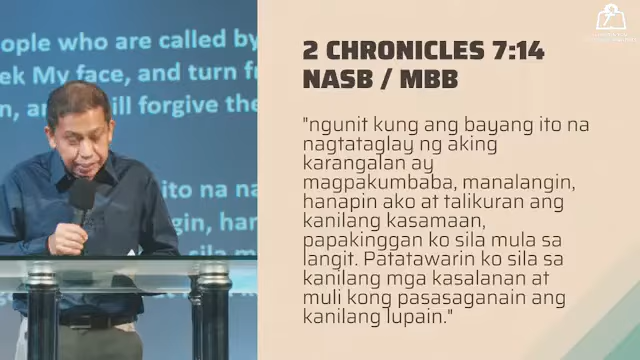 ople who are called by
ek My face, and turn f
n, a
ill forgive the
ito na na
gin, har
sila m
2 CHRONICLES 7:14
NASB / MBB
"ngunit kung ang bayang ito na
nagtataglay ng aking
karangalan ay
magpakumbaba, manalangin,
hanapin ako at talikuran ang
kanilang kasamaan,
papakinggan ko sila mula sa
langit. Patatawarin ko sila sa
kanilang mga kasalanan at
muli kong pasasaganain ang
kanilang lupain."